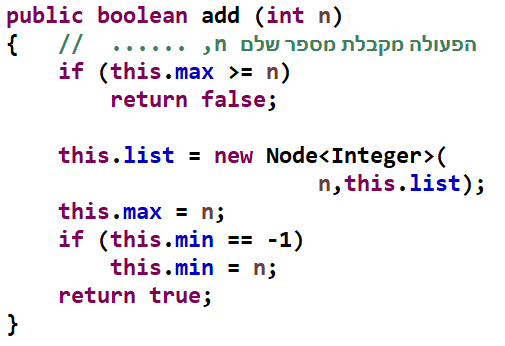 public boolean add (int n)
{ // הפעולה מקבלת מספר שלם n, ......
if (this.max >= n)
return false;
this.list = new Node<Integer>(
n,this.list);
this.max = n;
if (this.min == -1)
this.min = n;
return true;
}